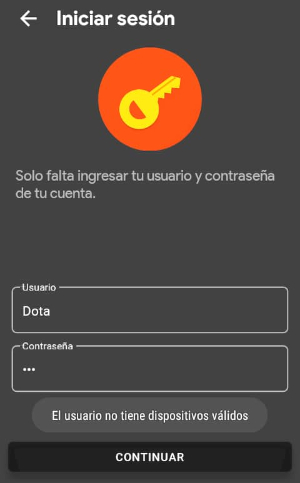 Iniciar sesión
Solo falta ingresar tu usuario y contraseña
de tu cuenta.
Usuario
Dota
Contraseña
•••
El usuario no tiene dispositivos válidos
CONTINUAR